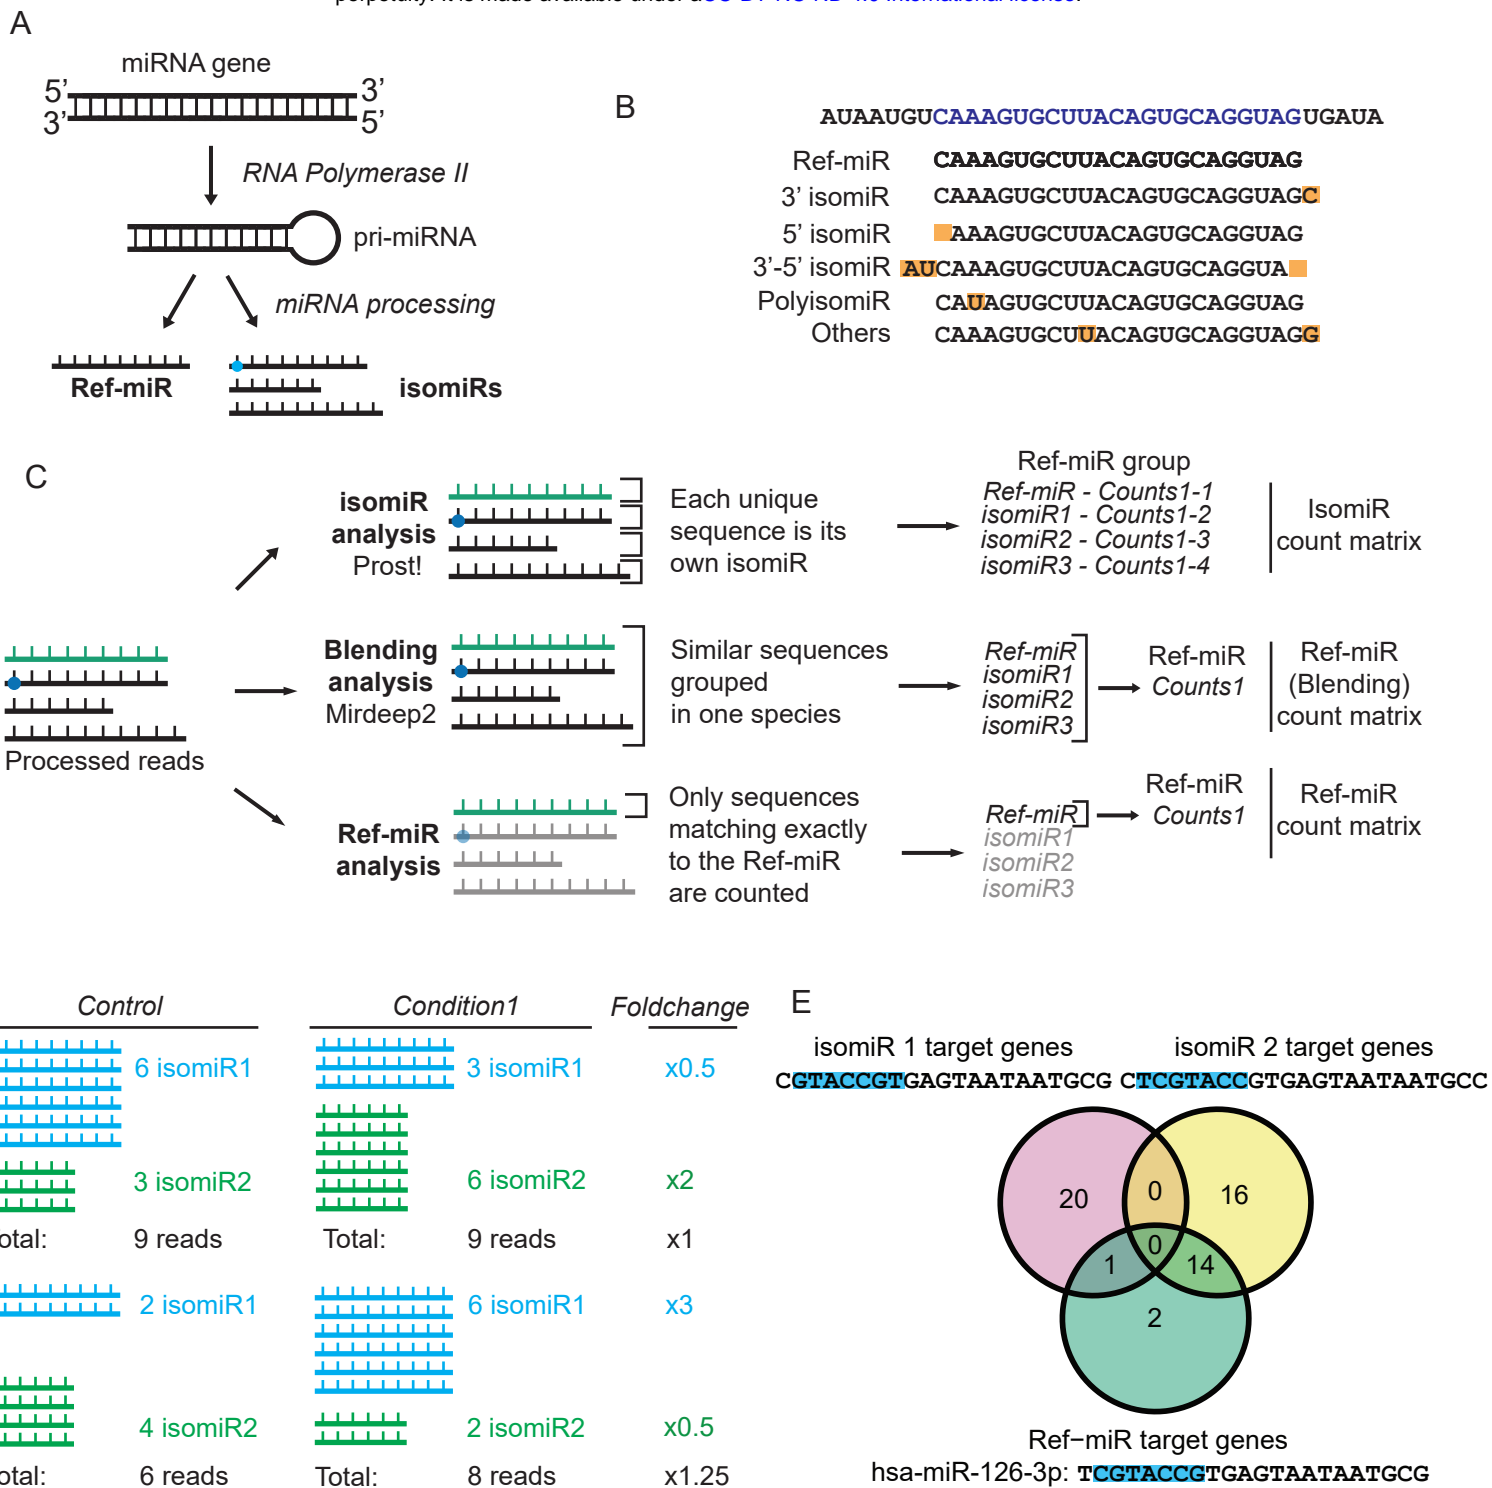 perpetuity. It is made available under a
A
miRNA gene
5’ 3’
3’ 5’
RNA Polymerase II
pri-miRNA
miRNA processing
Ref-miR
isomiRs
B
AUAAUGUCAAAGUGCUUACAGUGCAGGUAGUGAUA
Ref-miR CAAAGUGCUUACAGUGCAGGUAG
3’ isomiR CAAAGUGCUUACAGUGCAGGUAGC
5’ isomiR AAAGUGCUUACAGUGCAGGUAG
3’-5’ isomiR AUCAAAGUGCUUACAGUGCAGGUA
PolyisomiR CAUAGUGCUUACAGUGCAGGUAG
Others CAAAGUGCUUACAGUGCAGGUAGG
C
Processed reads
isomiR
analysis
Prost!
Each unique
sequence is its
own isomiR
Ref-miR group
Ref-miR - Counts1-1
isomiR1 - Counts1-2
isomiR2 - Counts1-3
isomiR3 - Counts1-4
IsomiR
count matrix
Blending
analysis
Mirdeep2
Similar sequences
grouped
in one species
Ref-miR
isomiR1
isomiR2
isomiR3
Ref-miR
Counts1
Ref-miR
(Blending)
count matrix
Ref-miR
analysis
Only sequences
matching exactly
to the Ref-miR
are counted
Ref-miR
isomiR1
isomiR2
isomiR3
Ref-miR
Counts1
Ref-miR
count matrix
Control Condition1 Foldchange
6 isomiR1 3 isomiR1 x0.5
3 isomiR2 6 isomiR2 x2
otal: 9 reads Total: 9 reads x1
2 isomiR1 6 isomiR1 x3
4 isomiR2 2 isomiR2 x0.5
otal: 6 reads Total: 8 reads x1.25
E
isomiR 1 target genes isomiR 2 target genes
CGTACCGTGAGTAATAATGCG CTCGTACCGTGAGTAATAATGCC
20 0 16
0
1 14
2
Ref−miR target genes
hsa-miR-126-3p: TCGTACCGTGAGTAATAATGCG